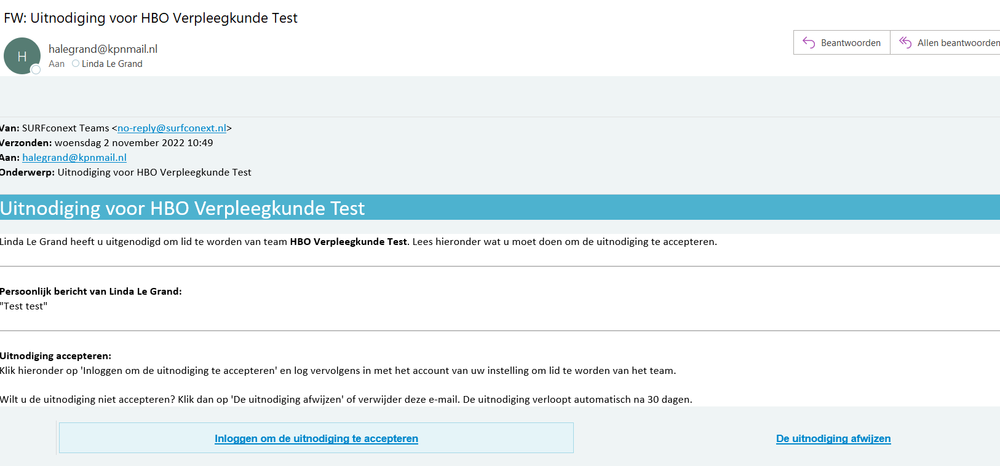 FW: Uitnodiging voor HBO Verpleegkunde Test
H
halegrand@kpnmail.nl
Aan Linda Le Grand
Beantwoorden
Allen beantwoorden
Van: SURFconext Teams <no-reply@surfconext.nl>
Verzonden: woensdag 2 november 2022 10:49
Aan: halegrand@kpnmail.nl
Onderwerp: Uitnodiging voor HBO Verpleegkunde Test
Uitnodiging voor HBO Verpleegkunde Test
Linda Le Grand heeft u uitgenodigd om lid te worden van team HBO Verpleegkunde Test. Lees hieronder wat u moet doen om de uitnodiging te accepteren.
Persoonlijk bericht van Linda Le Grand:
"Test test"
Uitnodiging accepteren:
Klik hieronder op 'Inloggen om de uitnodiging te accepteren' en log vervolgens in met het account van uw instelling om lid te worden van het team.
Wilt u de uitnodiging niet accepteren? Klik dan op 'De uitnodiging afwijzen' of verwijder deze e-mail. De uitnodiging verloopt automatisch na 30 dagen.
Inloggen om de uitnodiging te accepteren
De uitnodiging afwijzen